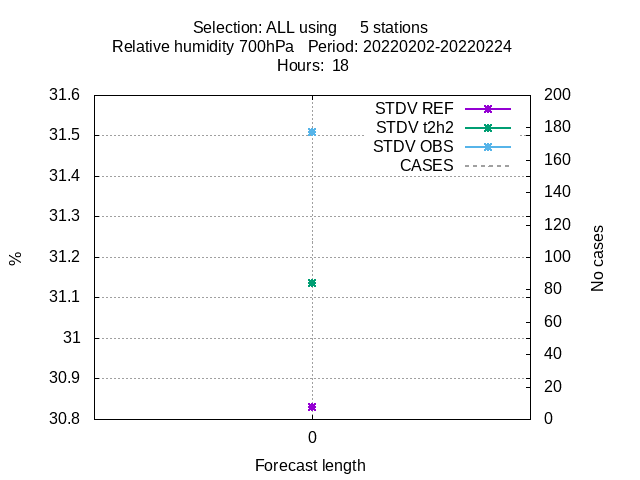 Selection: ALL using     5 stations
Relative humidity 700hPa   Period: 20220202-20220224
Hours:  18
31.6
31.5
31.4
31.3
31.2
31.1
31
30.9
30.8
%
STDV REF
STDV t2h2
STDV OBS
CASES
200
180
160
140
120
100
80
60
40
20
0
No cases
0
Forecast length